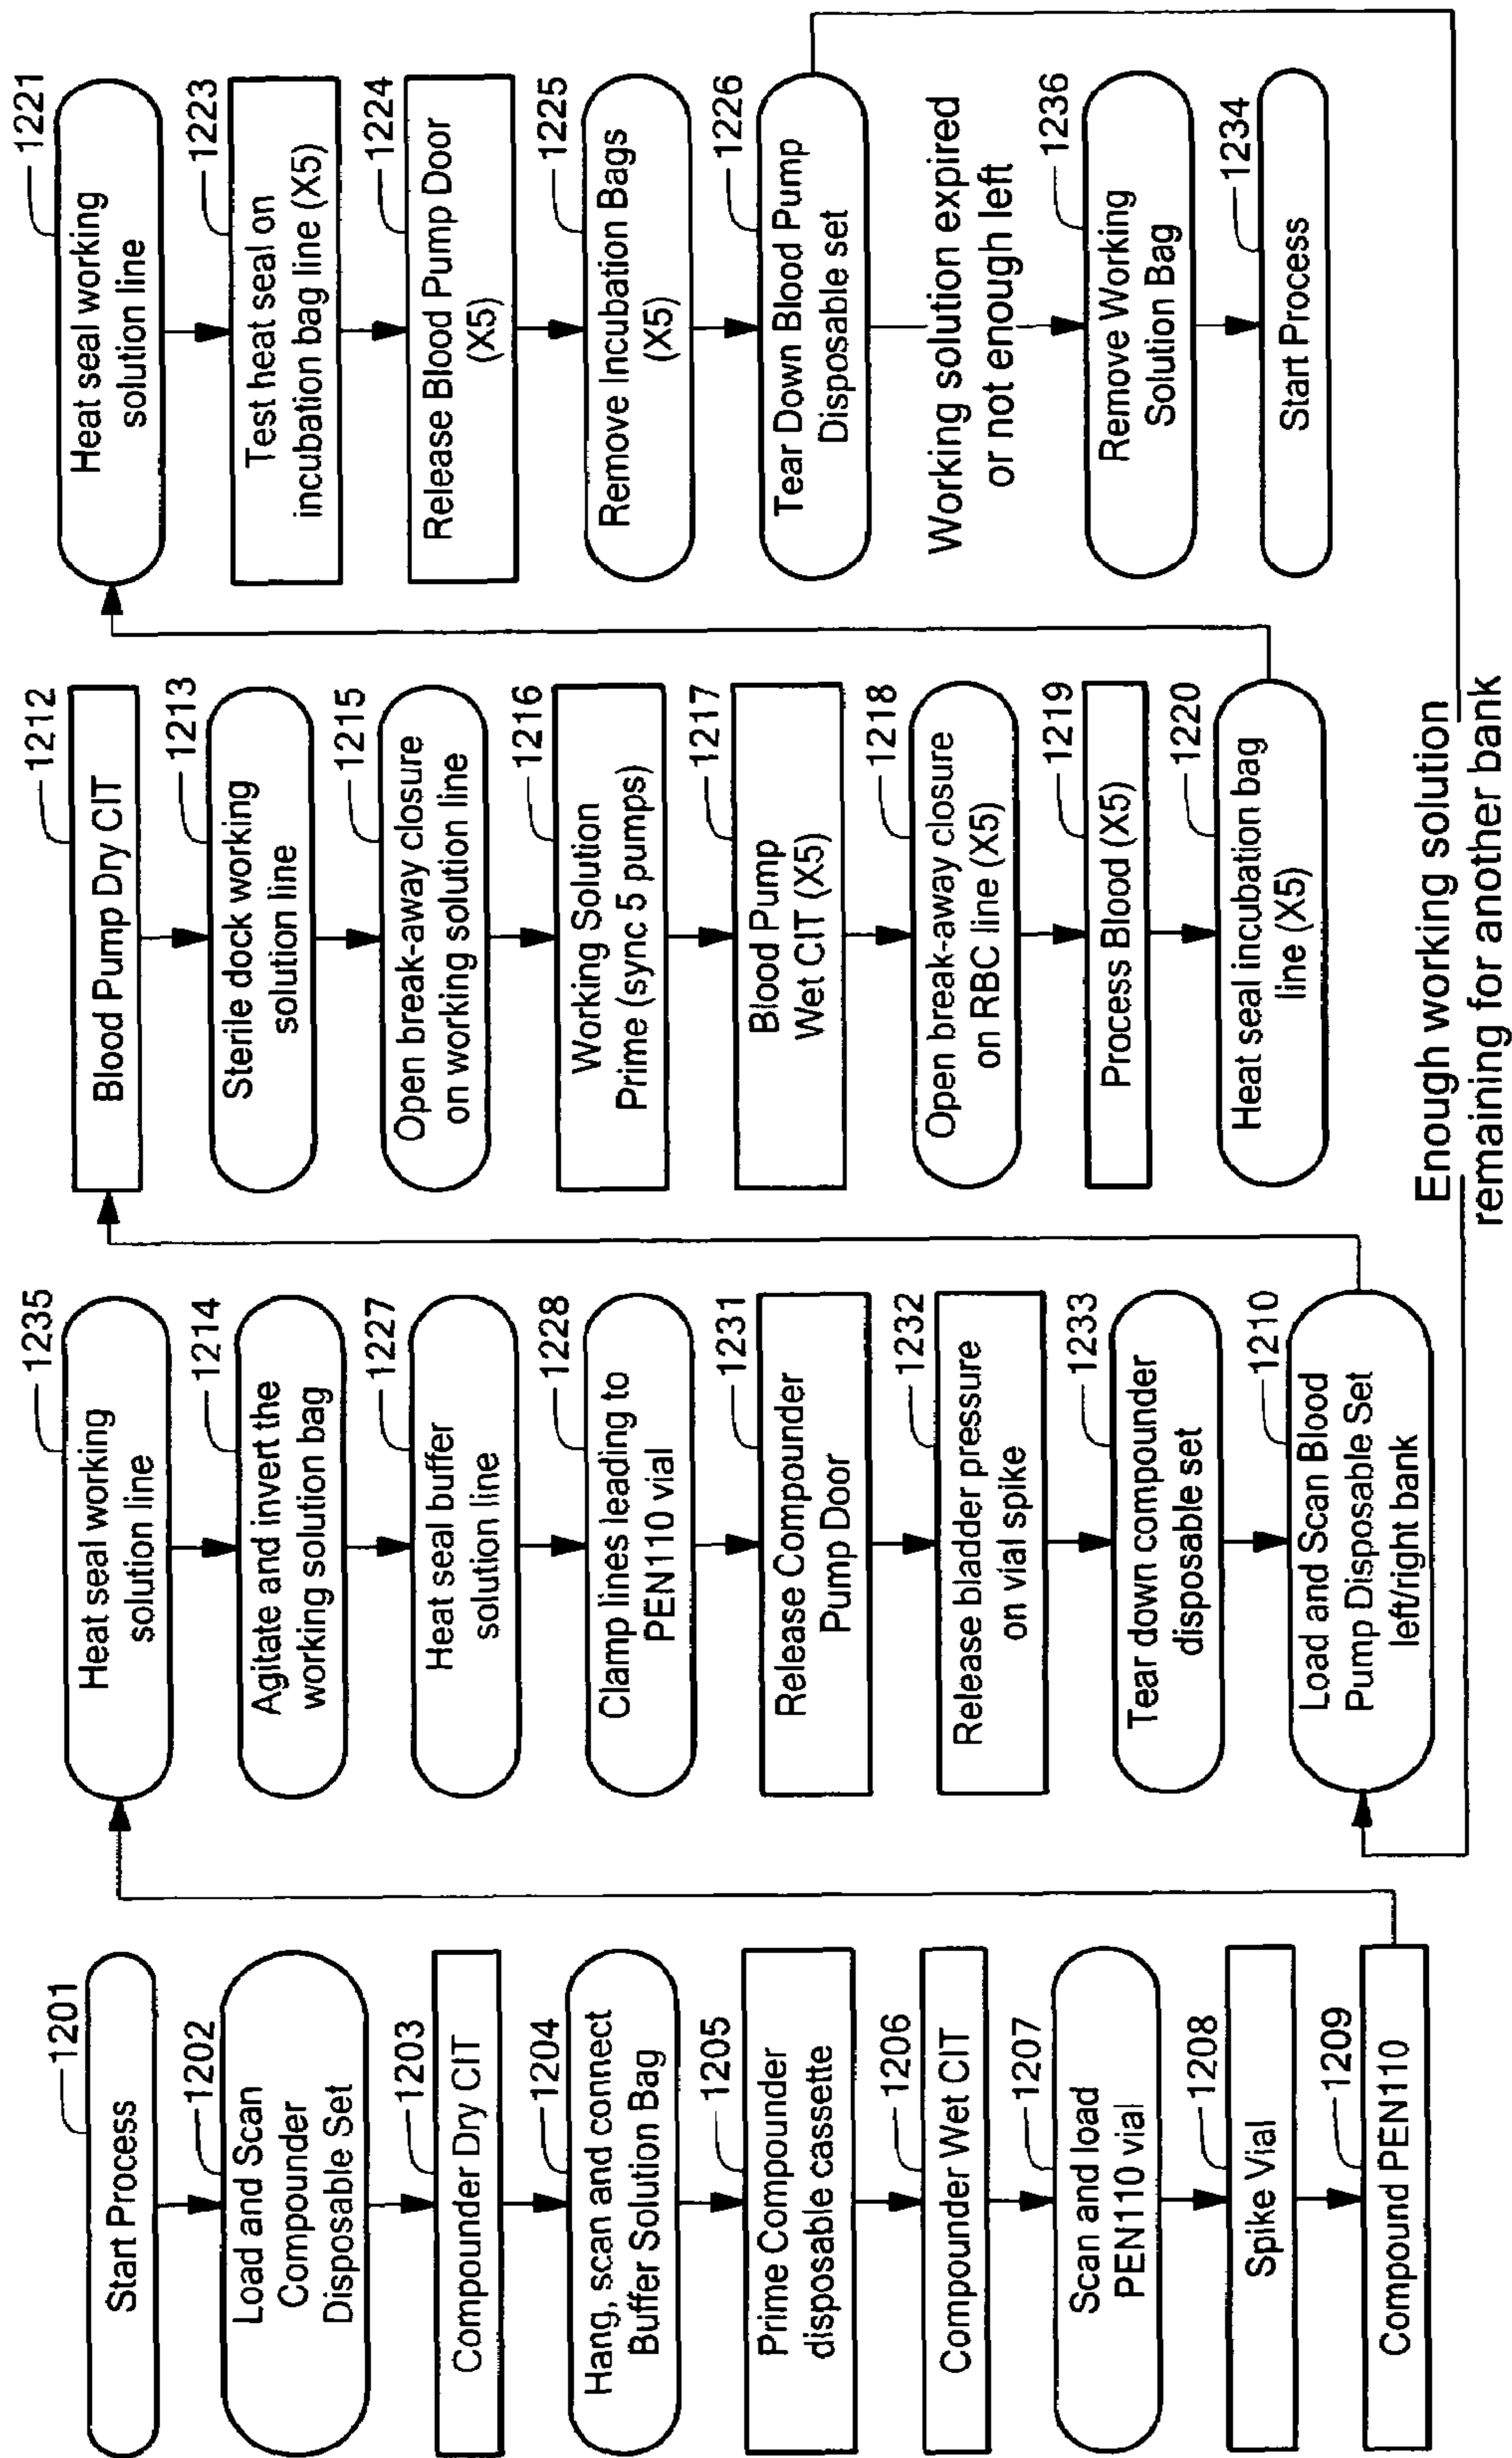 1201
Start Process
1202
Load and Scan
Compounder
Disposable Set
1203
Compounder Dry CIT
1204
Hang, scan and connect
Buffer Solution Bag
1205
Prime Compounder
disposable cassette
1206
Compounder Wet CIT
1207
Scan and load
PEN110 vial
1208
Spike Vial
1209
Compound PEN110
1235
Heat seal working
solution line
1214
Agitate and invert the
working solution bag
1227
Heat seal buffer
solution line
1228
Clamp lines leading to
PEN110 vial
1231
Release Compounder
Pump Door
1232
Release bladder pressure
on vial spike
1233
Tear down compounder
disposable set
1210
Load and Scan Blood
Pump Disposable Set
left/right bank
1212
Blood Pump Dry CIT
1213
Sterile dock working
solution line
1215
Open break-away closure
on working solution line
1216
Working Solution
Prime (sync 5 pumps)
1217
Blood Pump
Wet CIT (X5)
1218
Open break-away closure
on RBC line (X5)
1219
Process Blood (X5)
1220
Heat seal incubation bag
line (X5)
1221
Heat seal working
solution line
1223
Test heat seal on
incubation bag line (X5)
1224
Release Blood Pump Door
(X5)
1225
Remove Incubation Bags
(X5)
1226
Tear Down Blood Pump
Disposable set
Working solution expired
or not enough left
1236
Remove Working
Solution Bag
1234
Start Process
Enough working solution
remaining for another bank